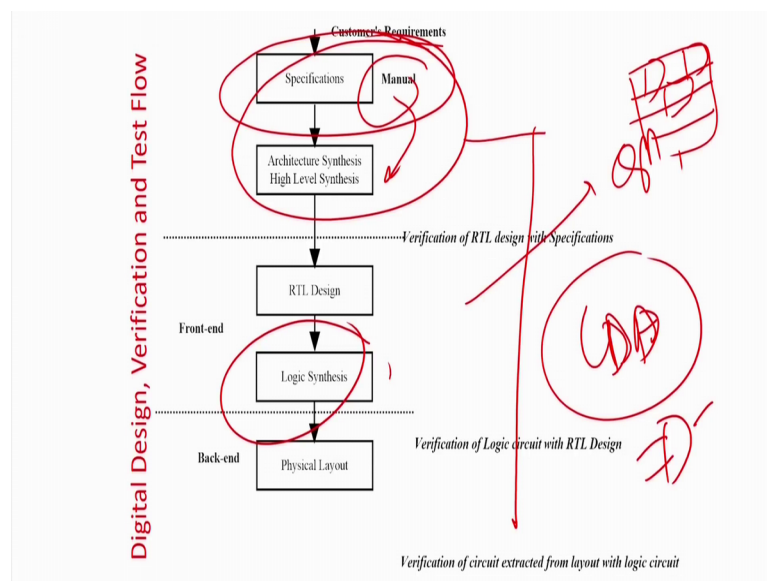 Digital Design, Verification and Test Flow
Customer's Requirements
Specifications
Manual
Architecture Synthesis
High Level Synthesis
Verification of RTL design with Specifications
RTL Design
Front-end
Logic Synthesis
Verification of Logic circuit with RTL Design
Back-end
Physical Layout
Verification of circuit extracted from layout with logic circuit